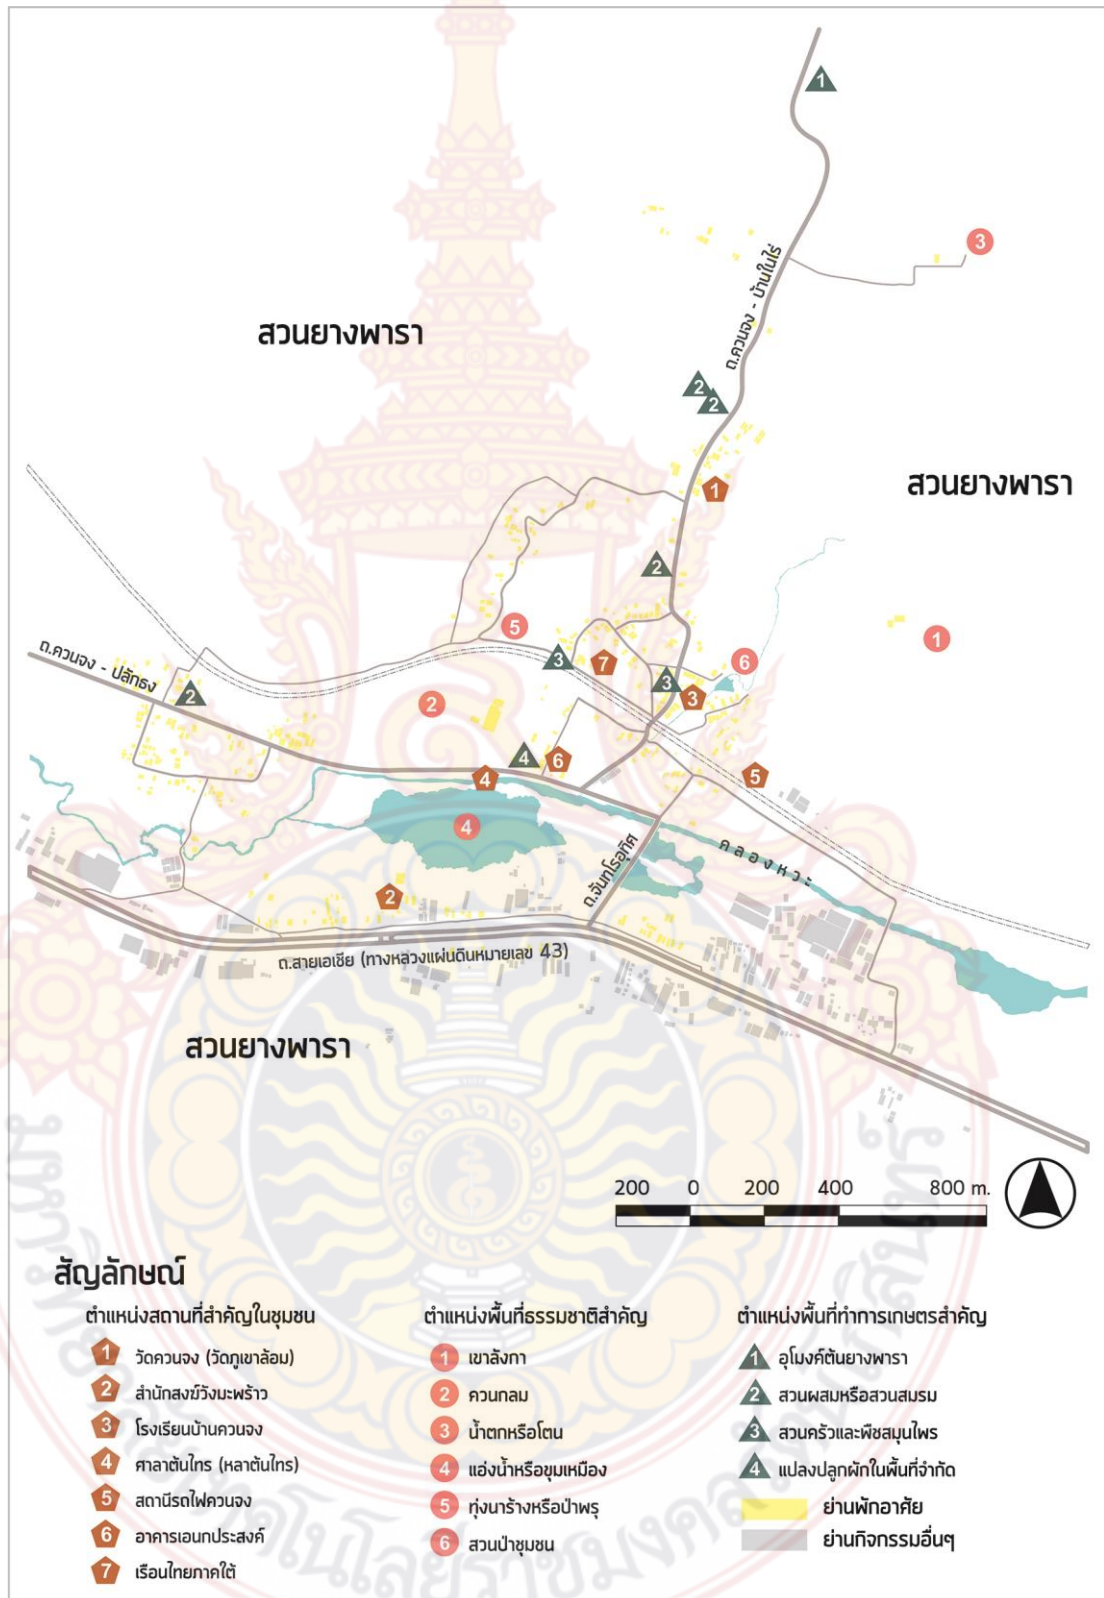 1
3
ถ.ควนจง - บ้านในไร่
สวนยางพารา
2
2
สวนยางพารา
1
2
5
1
3
7
6
ถ.ควนจง - ปลักธง
2
3
3
2
4
6
4
5
4
คลองหวะ
ถ.จันทโรอุทิศ
2
ถ.สายเอเชีย (ทางหลวงแผ่นดินหมายเลข 43)
สวนยางพารา
200 0 200 400 800 m.
สัญลักษณ์
ตำแหน่งสถานที่สำคัญในชุมชน
1 วัดควนจง (วัดภูเขาล้อม)
2 สำนักสงฆ์วังมะพร้าว
3 โรงเรียนบ้านควนจง
4 ศาลาต้นไทร (หลาต้นไทร)
5 สถานีรถไฟควนจง
6 อาคารเอนกประสงค์
7 เรือนไทยภาคใต้
ตำแหน่งพื้นที่ธรรมชาติสำคัญ
1 เขาลังกา
2 ควนกลม
3 น้ำตกหรือโตน
4 แอ่งน้ำหรือขุมเหมือง
5 ทุ่งนาร้างหรือป่าพรุ
6 สวนป่าชุมชน
ตำแหน่งพื้นที่ทำการเกษตรสำคัญ
1 อุโมงค์ต้นยางพารา
2 สวนผสมหรือสวนสมรม
3 สวนครัวและพืชสมุนไพร
4 แปลงปลูกผักในพื้นที่จำกัด
ย่านพักอาศัย
ย่านกิจกรรมอื่นๆ